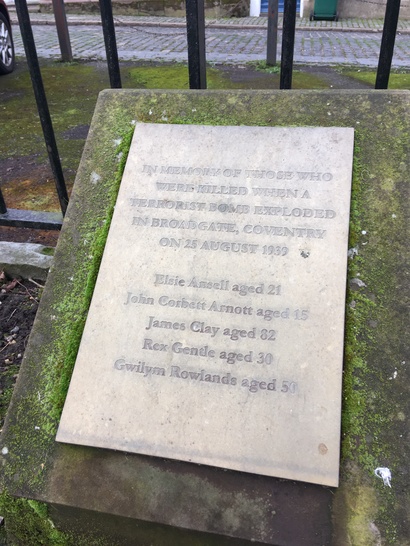 IN MEMORY OF THOSE WHO
WERE KILLED WHEN A
TERRORIST BOMB EXPLODED
IN BROADGATE, COVENTRY
ON 25 AUGUST 1939
Elsie Ansell aged 21
John Corbett Arnott aged 15
James Clay aged 82
Rex Gentle aged 30
Gwilym Rowlands aged 50